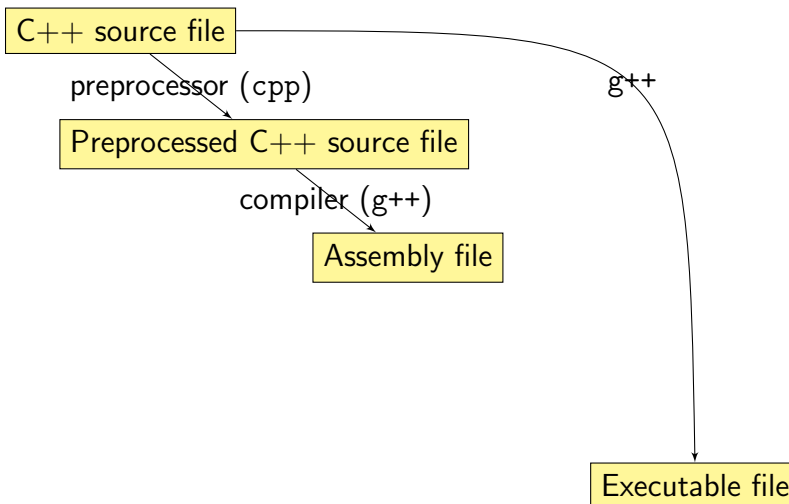 C++ source file
preprocessor (cpp)
g++
Preprocessed C++ source file
compiler (g++)
Assembly file
Executable file